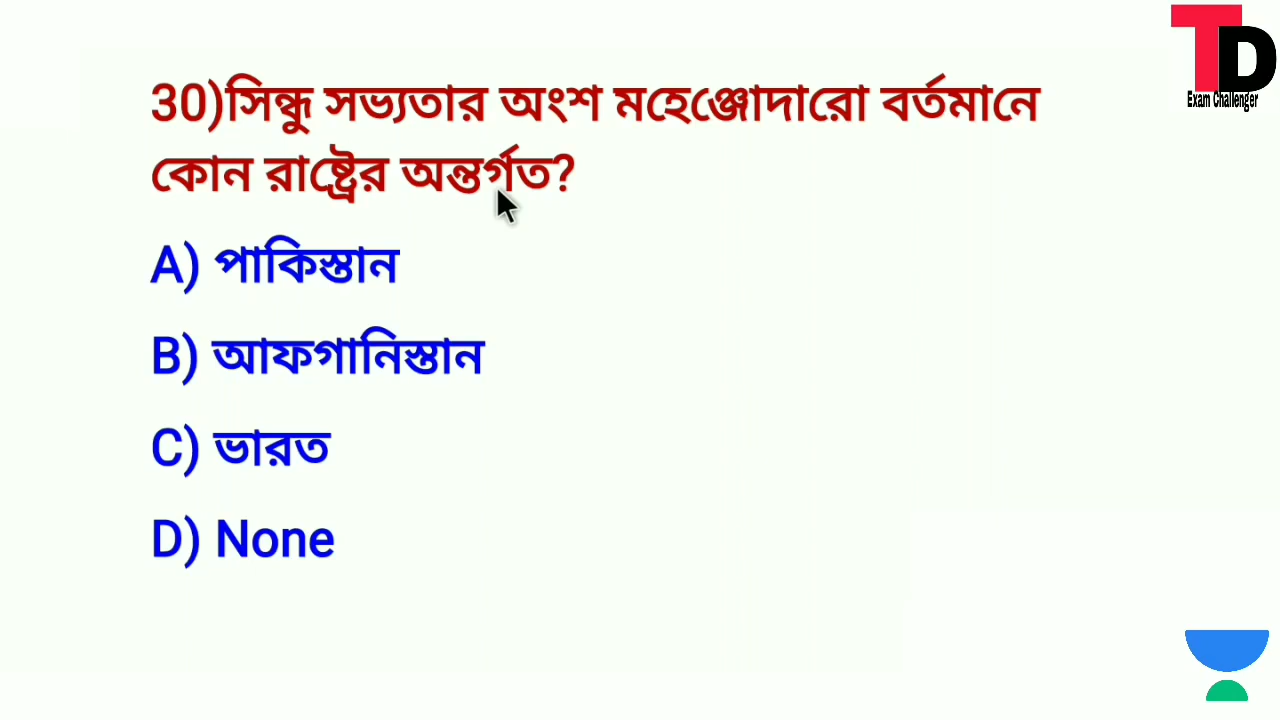 TD
Exam Challenger
30)সিন্ধু সভ্যতার অংশ মহেঞ্জোদারো বর্তমানে
কোন রাষ্ট্রের অন্তর্গত?
A) পাকিস্তান
B) আফগানিস্তান
C) ভারত
D) None